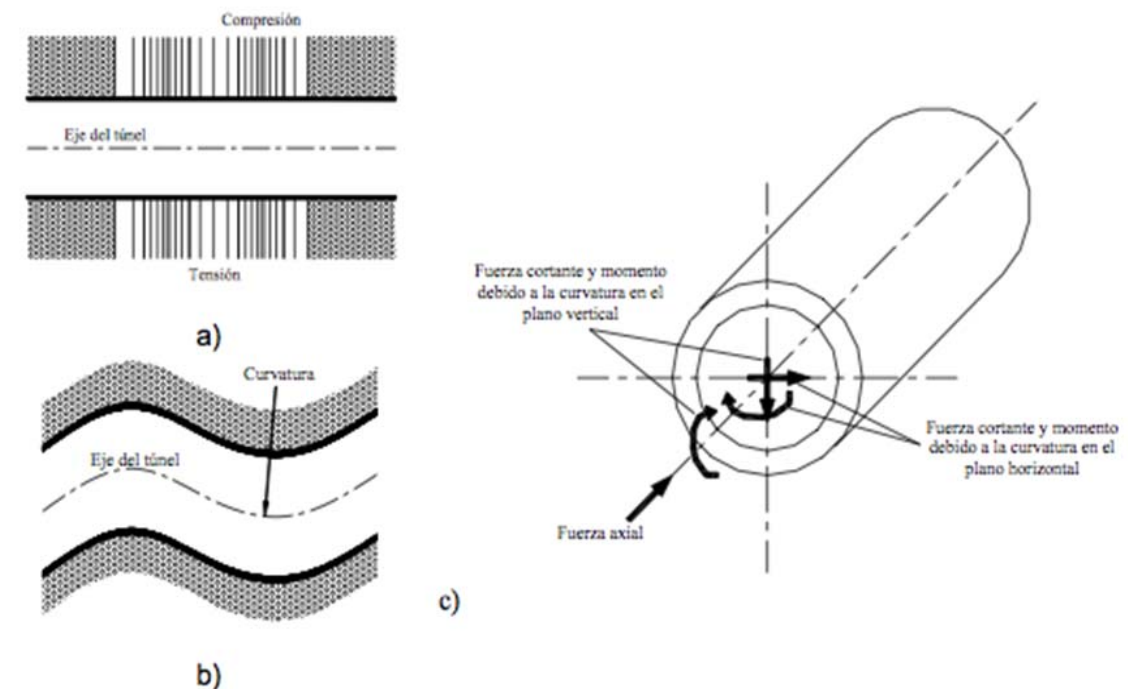 Compresión
Eje del túnel
Tensión
a)
Curvatura
Eje del túnel
b)
Fuerza cortante y momento
debido a la curvatura en el
plano vertical
Fuerza cortante y momento
debido a la curvatura en el
plano horizontal
Fuerza axial
c)